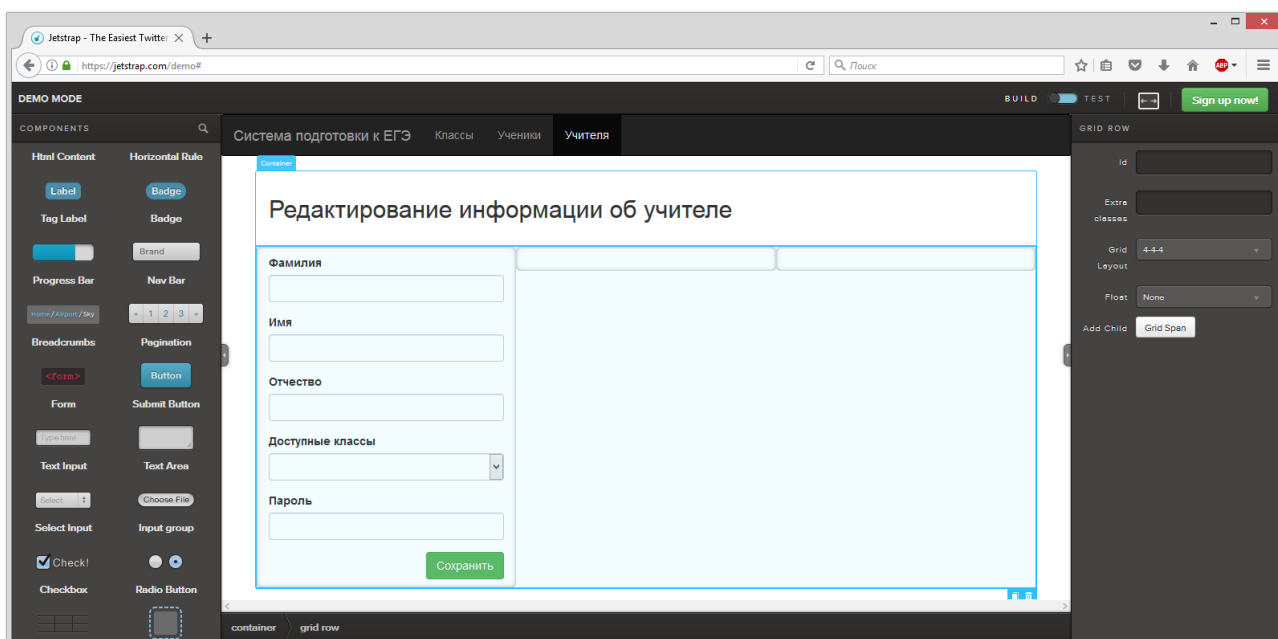 Jetstrap - The Easiest Twitter
https://jetstrap.com/demo#
Поиск
ABP
DEMO MODE
BUILD
TEST
Sign up now!
COMPONENTS
Html Content
Horizontal Rule
Label
Badge
Tag Label
Badge
Brand
Progress Bar
Nav Bar
Home / Airport / Sky
« 1 2 3 »
Breadcrumbs
Pagination
<form>
Button
Form
Submit Button
Type here
Text Input
Text Area
Select
Choose File
Select Input
Input group
Check!
Checkbox
Radio Button
Система подготовки к ЕГЭ
Классы
Ученики
Учителя
Container
Редактирование информации об учителе
Фамилия
Имя
Отчество
Доступные классы
Пароль
Сохранить
container
grid row
GRID ROW
Id
Extra
classes
Grid
Layout
4-4-4
Float
None
Add Child
Grid Span